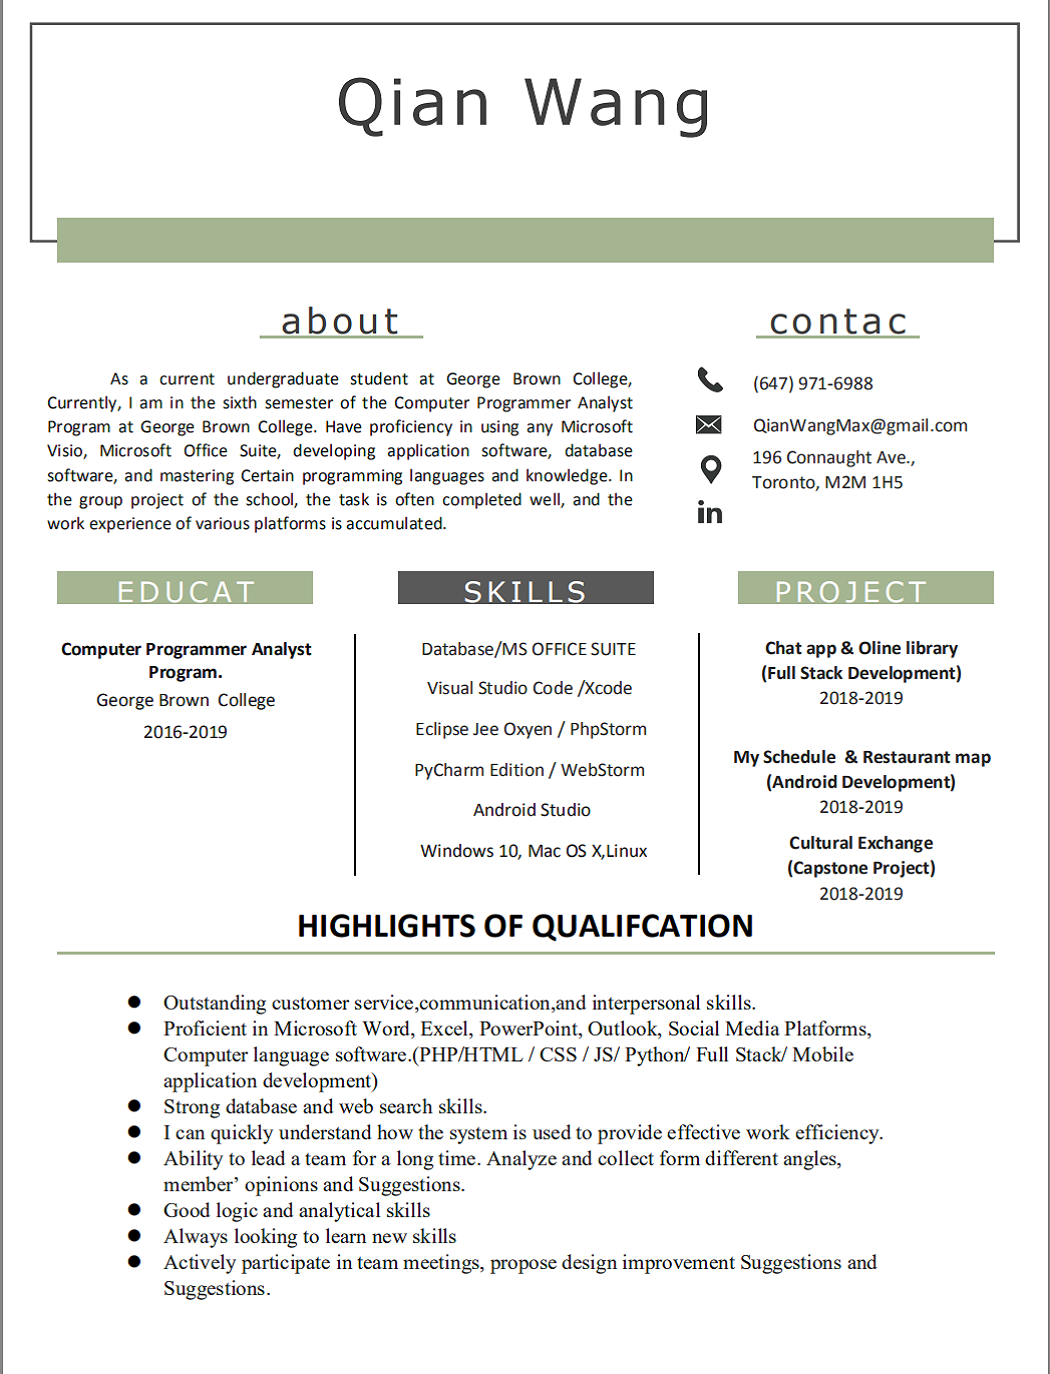 Qian Wang
about
As a current undergraduate student at George Brown College,
Currently, I am in the sixth semester of the Computer Programmer Analyst
Program at George Brown College. Have proficiency in using any Microsoft
Visio, Microsoft Office Suite, developing application software, database
software, and mastering Certain programming languages and knowledge. In
the group project of the school, the task is often completed well, and the
work experience of various platforms is accumulated.
contac
(647) 971-6988
QianWangMax@gmail.com
196 Connaught Ave.,
Toronto, M2M 1H5
in
EDUCAT
Computer Programmer Analyst
Program.
George Brown College
2016-2019
SKILLS
Database/MS OFFICE SUITE
Visual Studio Code /Xcode
Eclipse Jee Oxyen / PhpStorm
PyCharm Edition / WebStorm
Android Studio
Windows 10, Mac OS X,Linux
PROJECT
Chat app & Oline library
(Full Stack Development)
2018-2019
My Schedule & Restaurant map
(Android Development)
2018-2019
Cultural Exchange
(Capstone Project)
2018-2019
HIGHLIGHTS OF QUALIFCATION
● Outstanding customer service,communication,and interpersonal skills.
● Proficient in Microsoft Word, Excel, PowerPoint, Outlook, Social Media Platforms,
Computer language software.(PHP/HTML / CSS / JS/ Python/ Full Stack/ Mobile
application development)
● Strong database and web search skills.
● I can quickly understand how the system is used to provide effective work efficiency.
● Ability to lead a team for a long time. Analyze and collect form different angles,
member’ opinions and Suggestions.
● Good logic and analytical skills
● Always looking to learn new skills
● Actively participate in team meetings, propose design improvement Suggestions and
Suggestions.